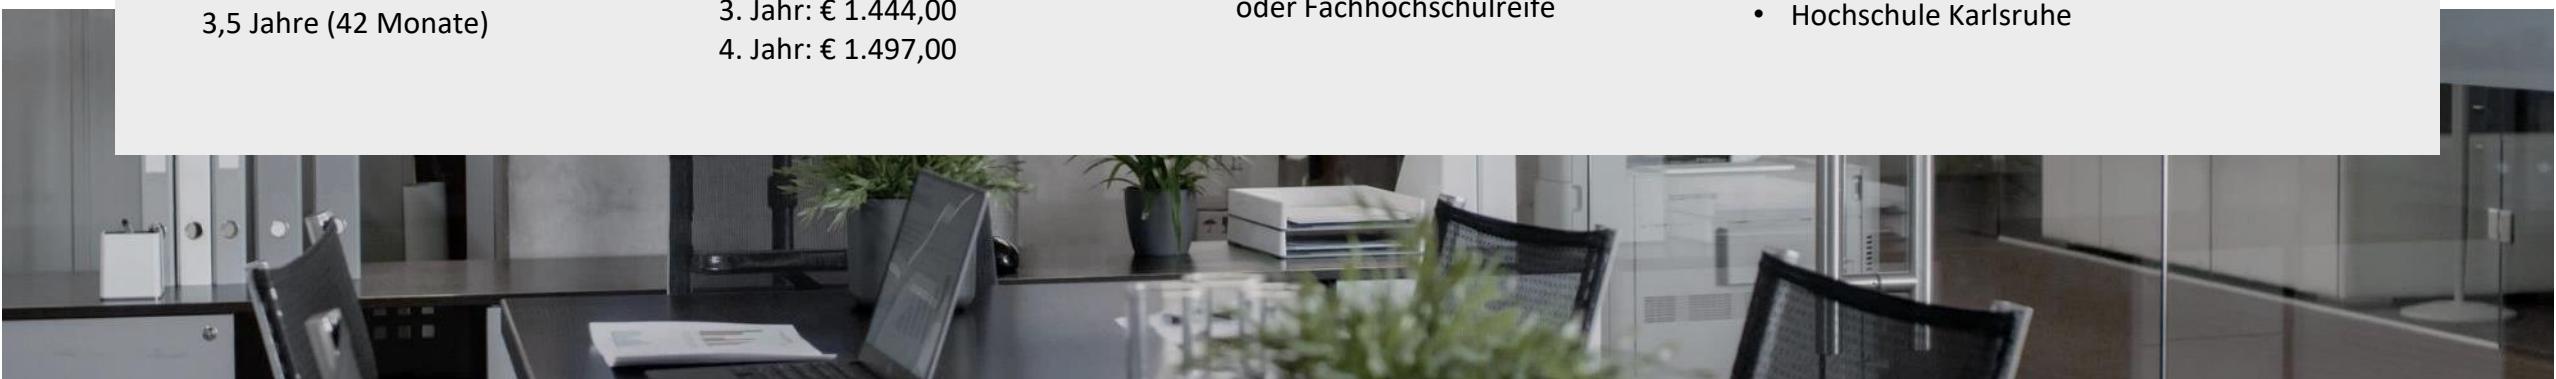 3,5 Jahre (42 Monate)
3. Jahr: € 1.444,00
4. Jahr: € 1.497,00
oder Fachhochschulreife
• Hochschule Karlsruhe